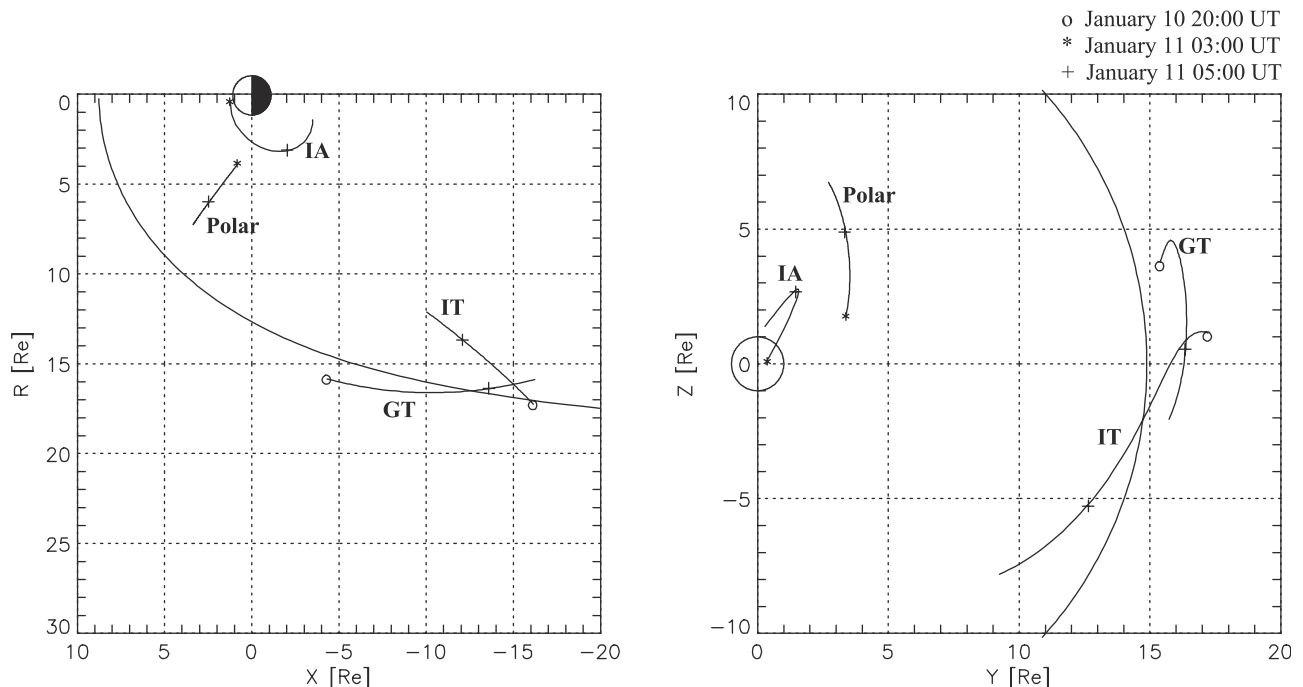 o January 10 20:00 UT
* January 11 03:00 UT
+ January 11 05:00 UT
0
5
10
15
20
25
30
R [Re]
10
5
0
-5
-10
-15
-20
X [Re]
IA
Polar
IT
GT
10
5
0
-5
-10
Z [Re]
0
5
10
15
20
Y [Re]
Polar
GT
IA
IT